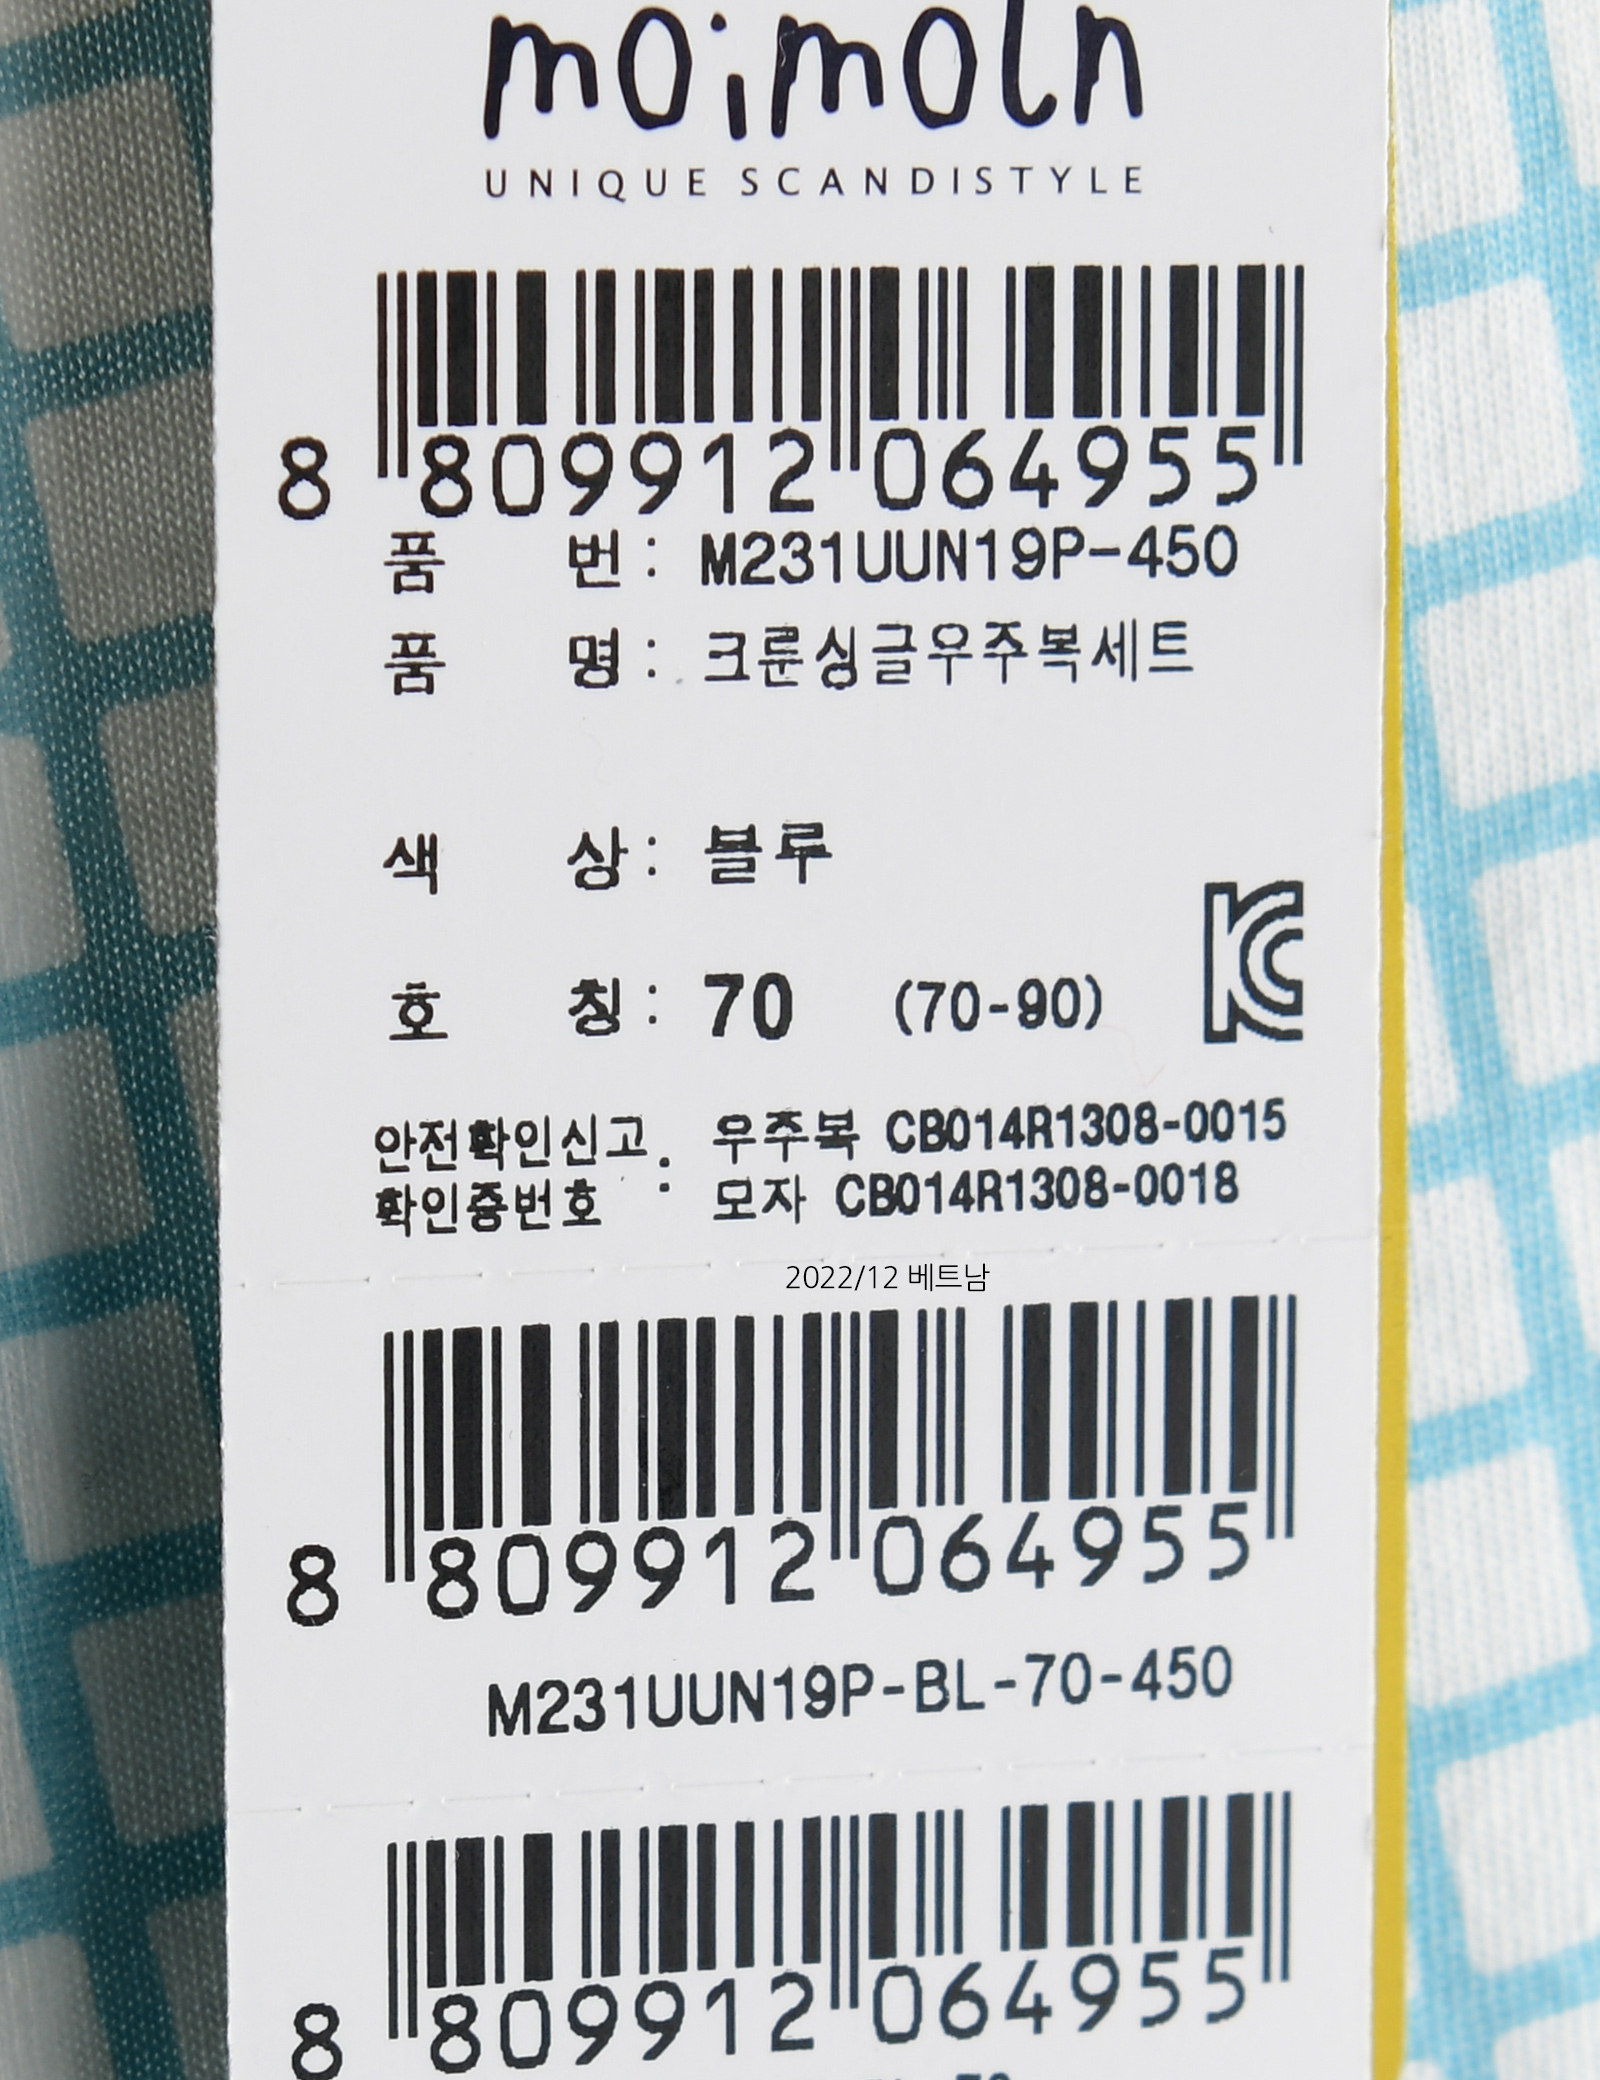 moimoln
UNIQUE SCANDISTYLE
8 809912 064955
품 번: M231UUN19P-450
품 명: 크룬싱글우주복세트
색 상: 블루
호 칭: 70 (70-90)
안전확인신고 우주복 CB014R1308-0015
확인증번호 : 모자 CB014R1308-0018
2022/12 베트남
8 809912 064955
M231UUN19P-BL-70-450
8 809912 064955